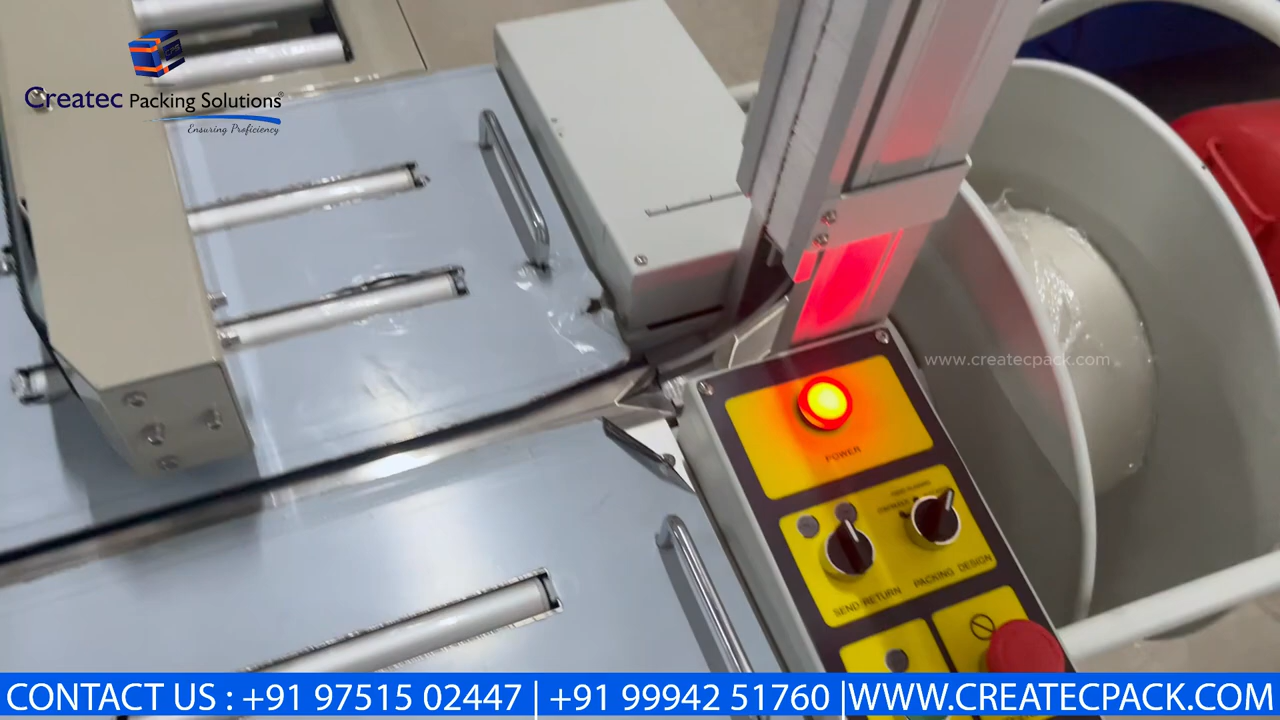 Createc Packing Solutions®
Ensuring Proficiency
www.createcpack.com
POWER
SEND RETURN
PACKING DESIGN
CONTACT US : +91 97515 02447 | +91 99942 51760 |WWW.CREATECPACK.COM